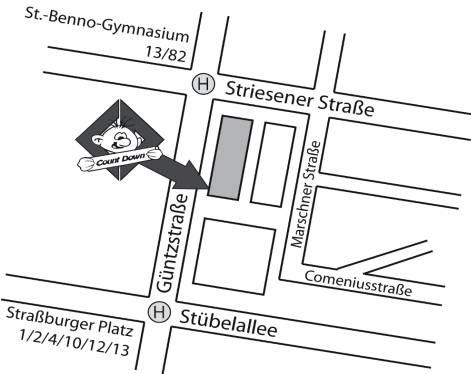 St.-Benno-Gymnasium
13/82
H
Striesener Straße
Count Down
Marschner Straße
Güntzstraße
Comeniusstraße
H
Stübelallee
Straßburger Platz
1/2/4/10/12/13